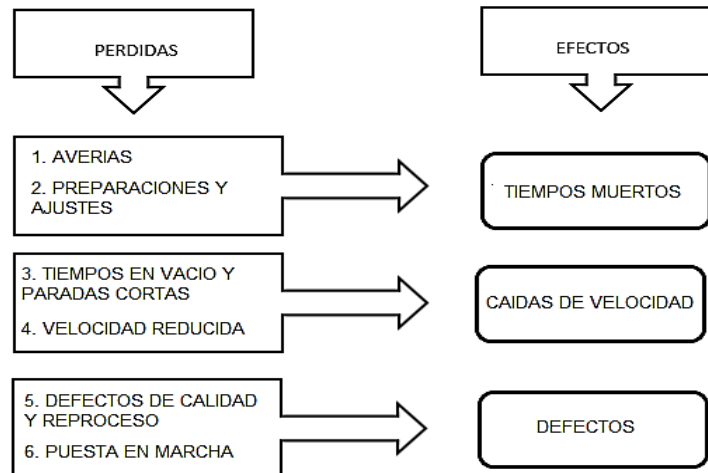 PERDIDAS
EFECTOS
1. AVERIAS
2. PREPARACIONES Y
AJUSTES
TIEMPOS MUERTOS
3. TIEMPOS EN VACIO Y
PARADAS CORTAS
4. VELOCIDAD REDUCIDA
CAIDAS DE VELOCIDAD
5. DEFECTOS DE CALIDAD
Y REPROCESO
6. PUESTA EN MARCHA
DEFECTOS